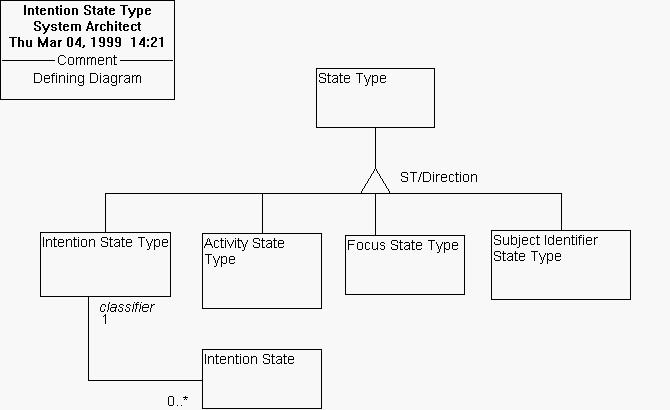 Intention State Type
System Architect
Thu Mar 04, 1999  14:21
Comment
Defining Diagram
State Type
ST/Direction
Intention State Type
Activity State
Type
Focus State Type
Subject Identifier
State Type
classifier
1
Intention State
0..*